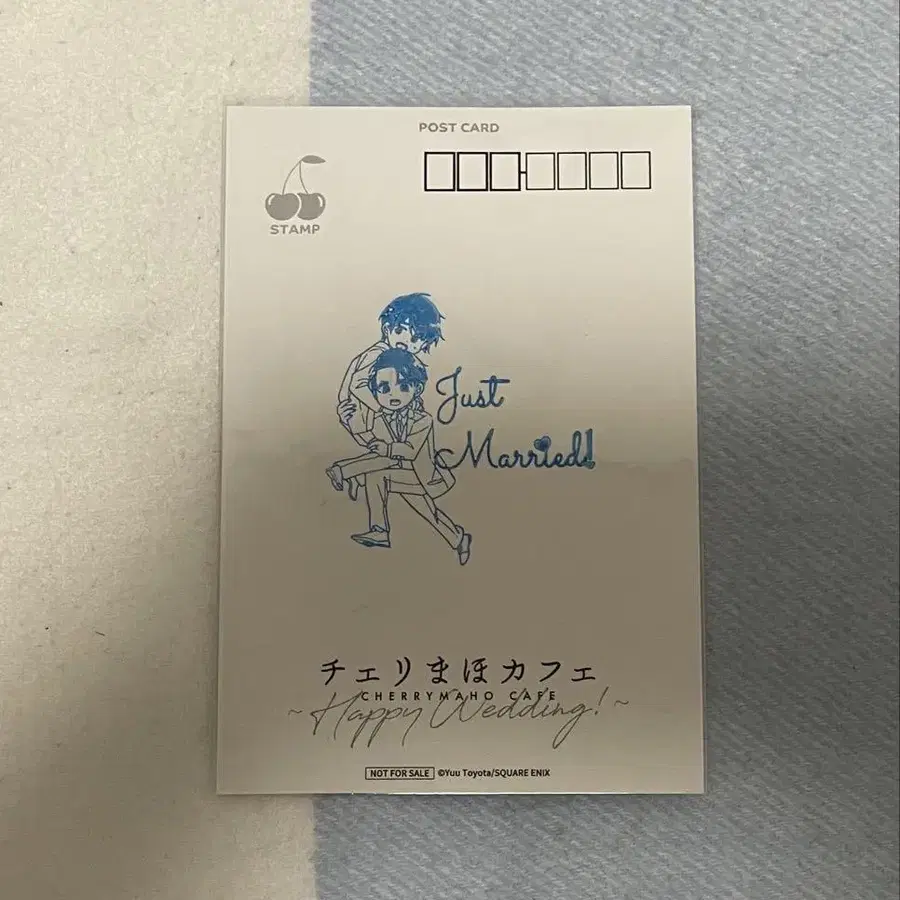 POST CARD
STAMP
Just
Married!
チェリまほカフェ
CHERRYMAHO CAFE
~Happy Wedding!~
NOT FOR SALE ©Yuu Toyota/SQUARE ENIX